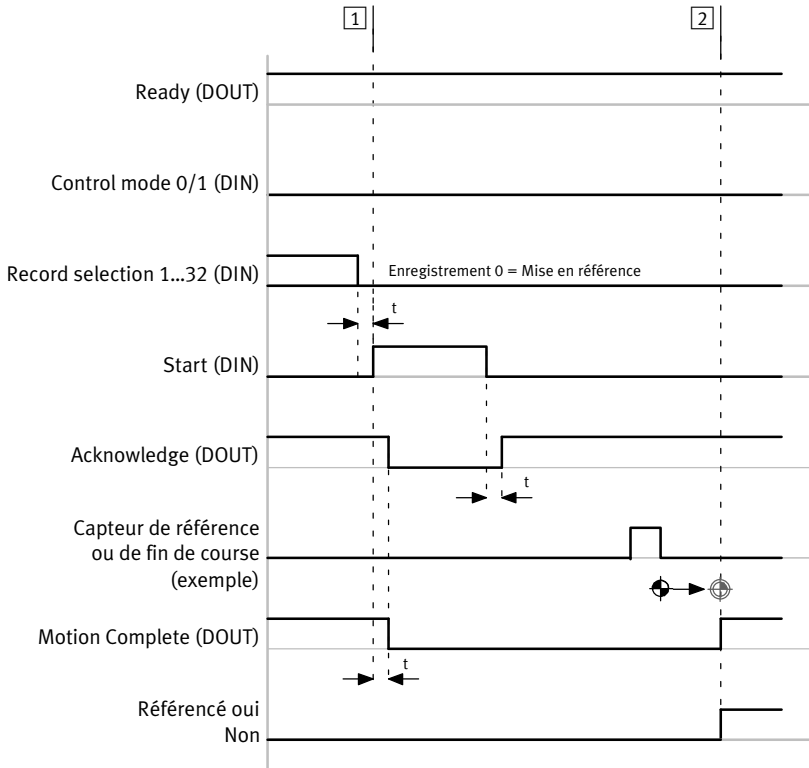 1
2
Ready (DOUT)
Control mode 0/1 (DIN)
Record selection 1...32 (DIN)
Enregistrement 0 = Mise en référence
t
Start (DIN)
Acknowledge (DOUT)
t
Capteur de référence
ou de fin de course
(exemple)
Motion Complete (DOUT)
t
Référencé oui
Non